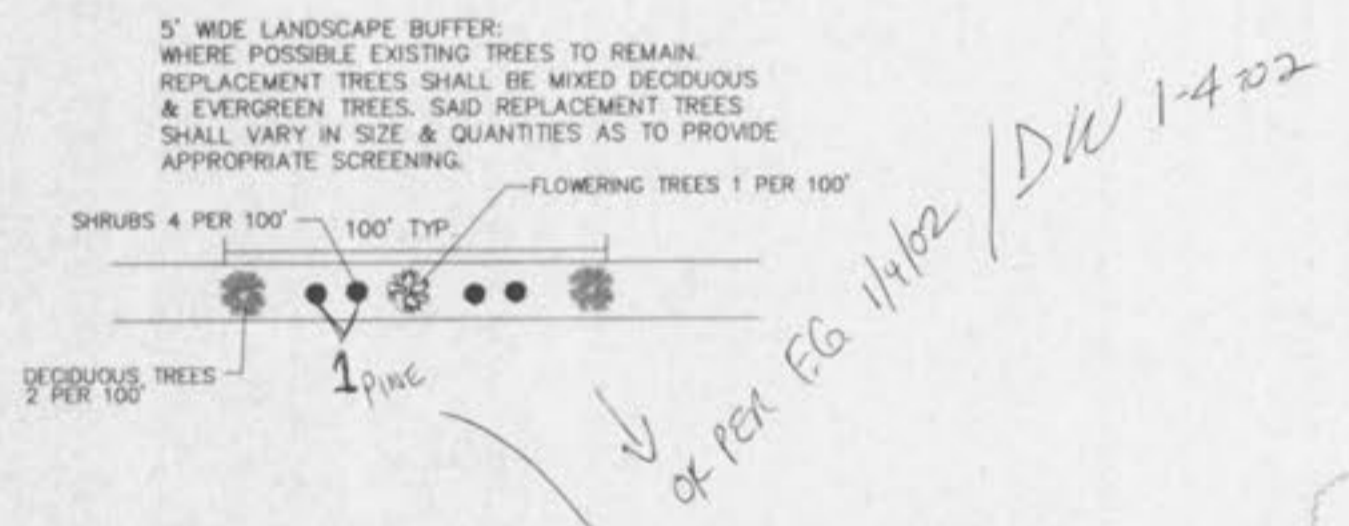 5' WIDE LANDSCAPE BUFFER:
WHERE POSSIBLE EXISTING TREES TO REMAIN.
REPLACEMENT TREES SHALL BE MIXED DECIDUOUS
& EVERGREEN TREES. SAID REPLACEMENT TREES
SHALL VARY IN SIZE & QUANTITIES AS TO PROVIDE
APPROPRIATE SCREENING.
FLOWERING TREES 1 PER 100'
SHRUBS 4 PER 100'
100' TYP.
DECIDUOUS TREES
2 PER 100'
1 PINE
OK PER F.G 1/4/02 / DW 1-4-02